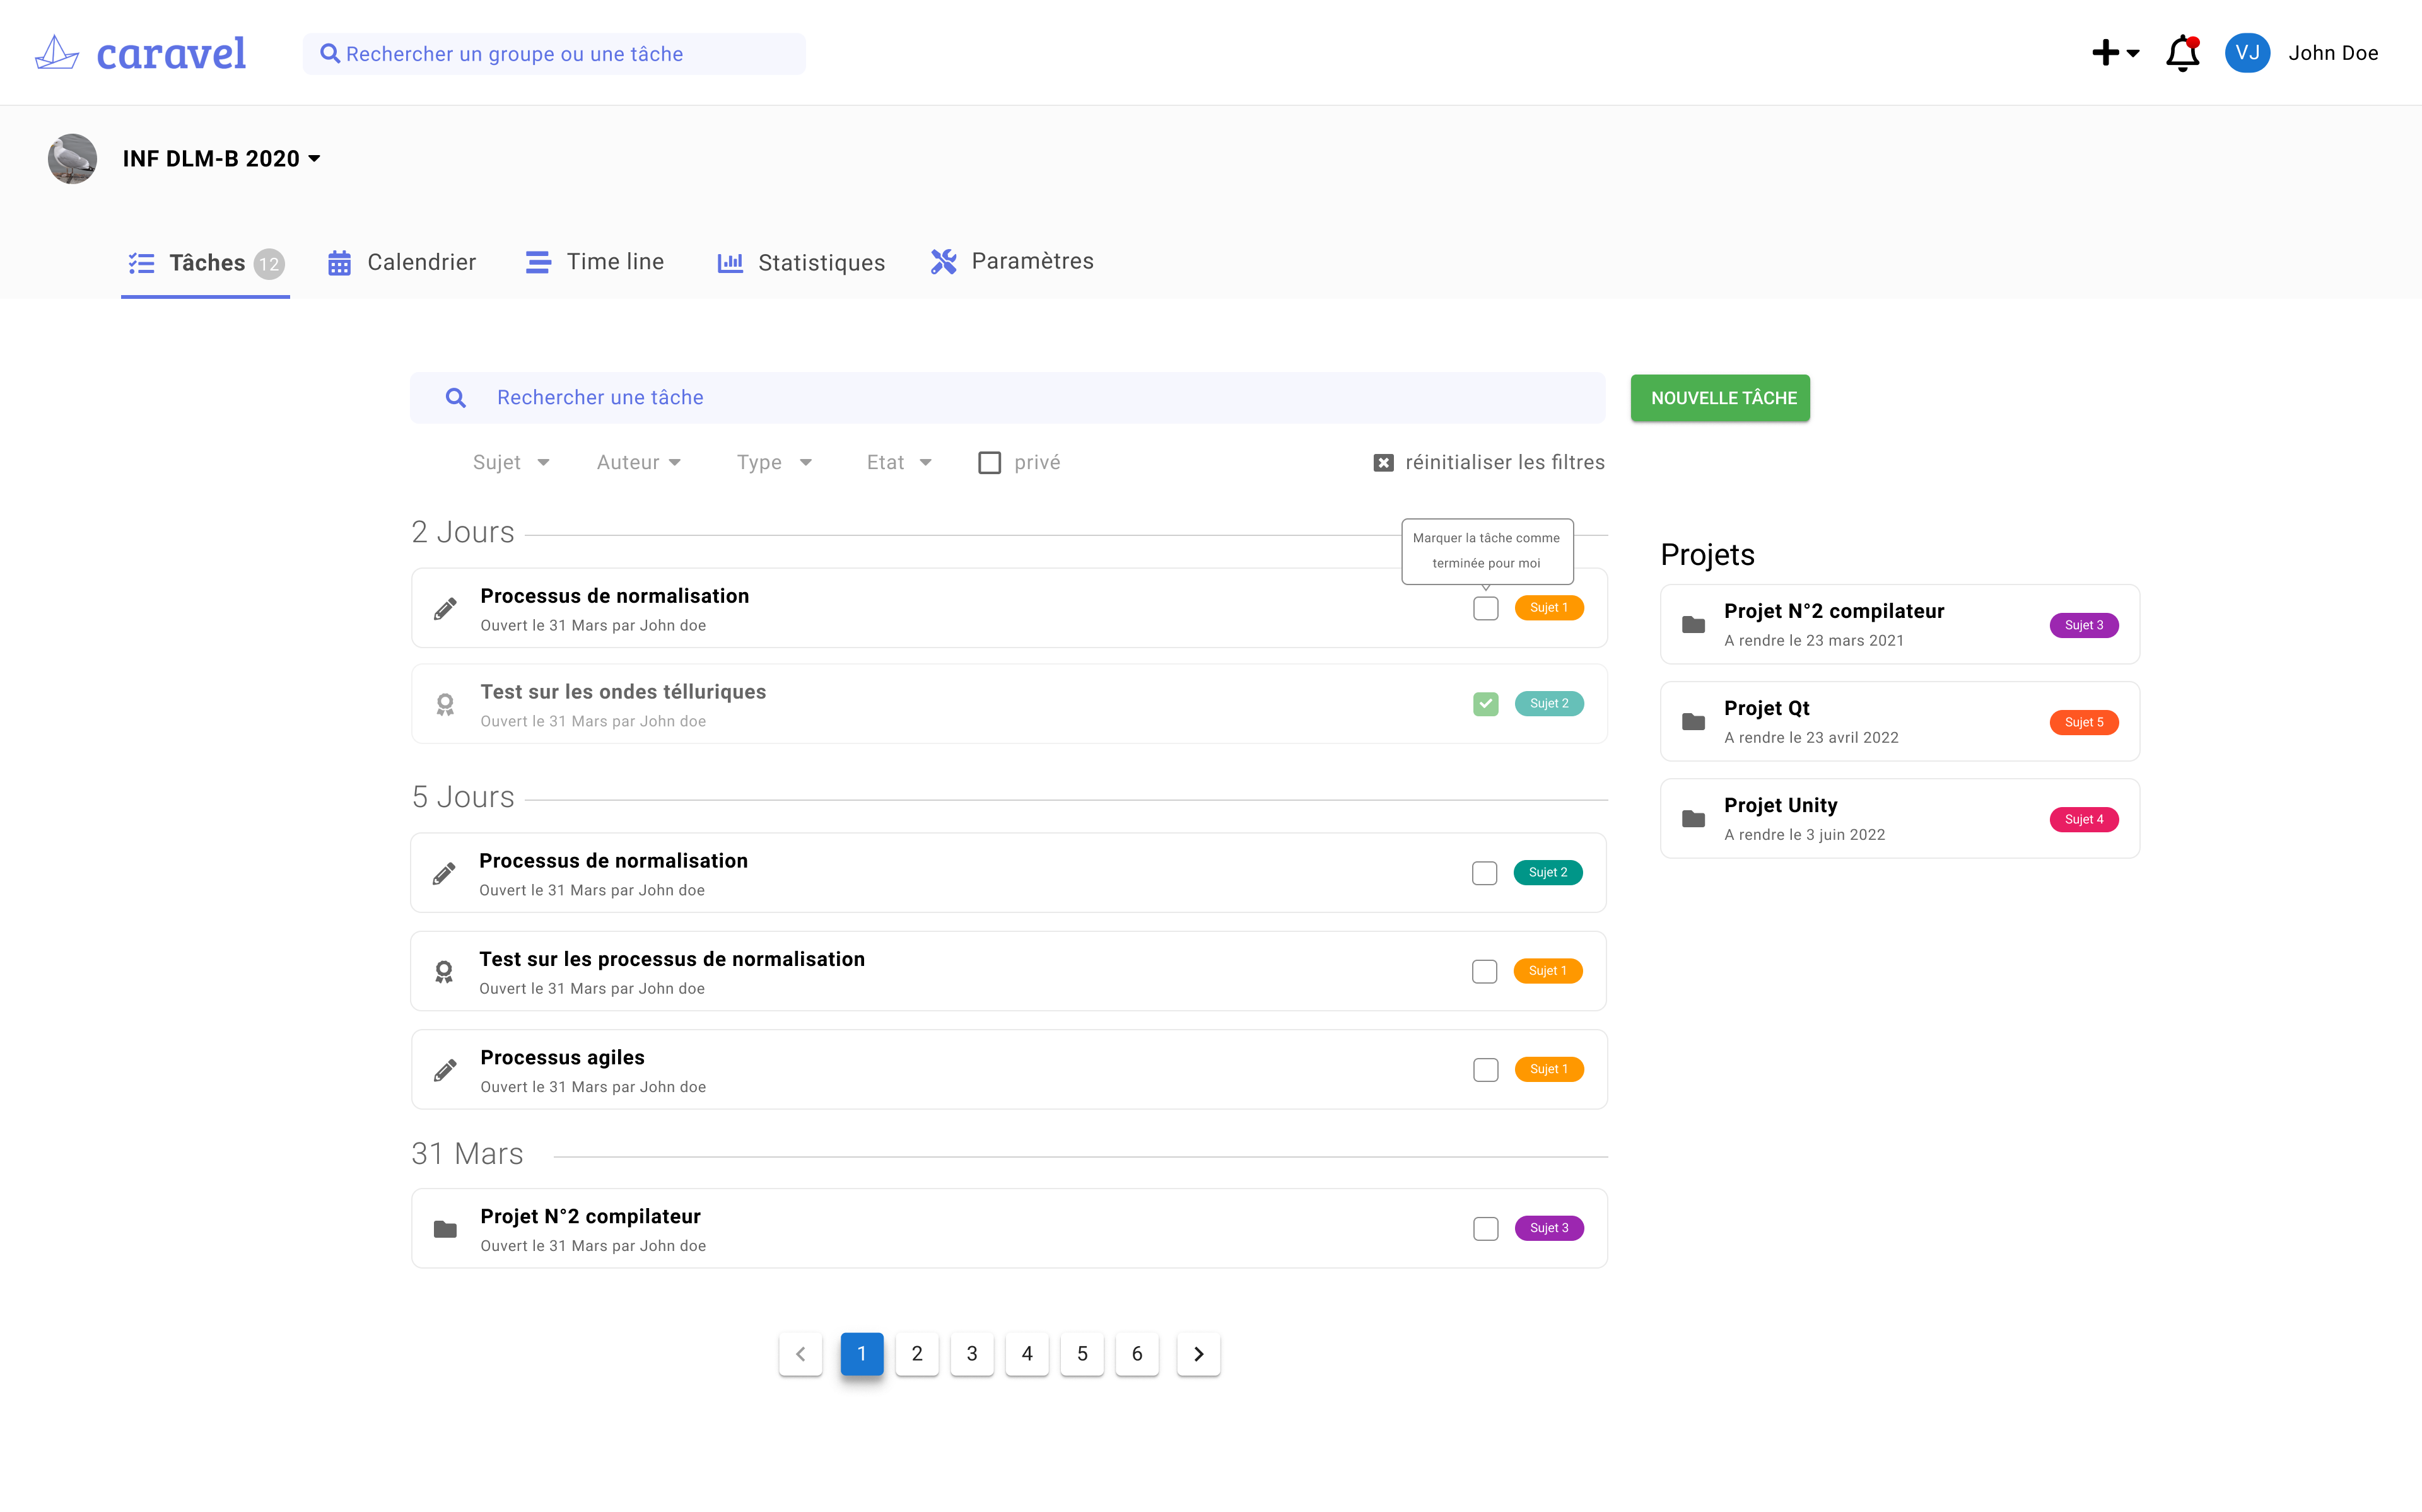 caravel
Rechercher un groupe ou une tâche
VJ
John Doe
INF DLM-B 2020
Tâches 12
Calendrier
Time line
Statistiques
Paramètres
Rechercher une tâche
NOUVELLE TÂCHE
Sujet
Auteur
Type
Etat
privé
réinitialiser les filtres
2 Jours
Marquer la tâche comme
terminée pour moi
Processus de normalisation
Ouvert le 31 Mars par John doe
Sujet 1
Test sur les ondes télluriques
Ouvert le 31 Mars par John doe
Sujet 2
5 Jours
Processus de normalisation
Ouvert le 31 Mars par John doe
Sujet 2
Test sur les processus de normalisation
Ouvert le 31 Mars par John doe
Sujet 1
Processus agiles
Ouvert le 31 Mars par John doe
Sujet 1
31 Mars
Projet N°2 compilateur
Ouvert le 31 Mars par John doe
Sujet 3
Projets
Projet N°2 compilateur
A rendre le 23 mars 2021
Sujet 3
Projet Qt
A rendre le 23 avril 2022
Sujet 5
Projet Unity
A rendre le 3 juin 2022
Sujet 4
1 2 3 4 5 6